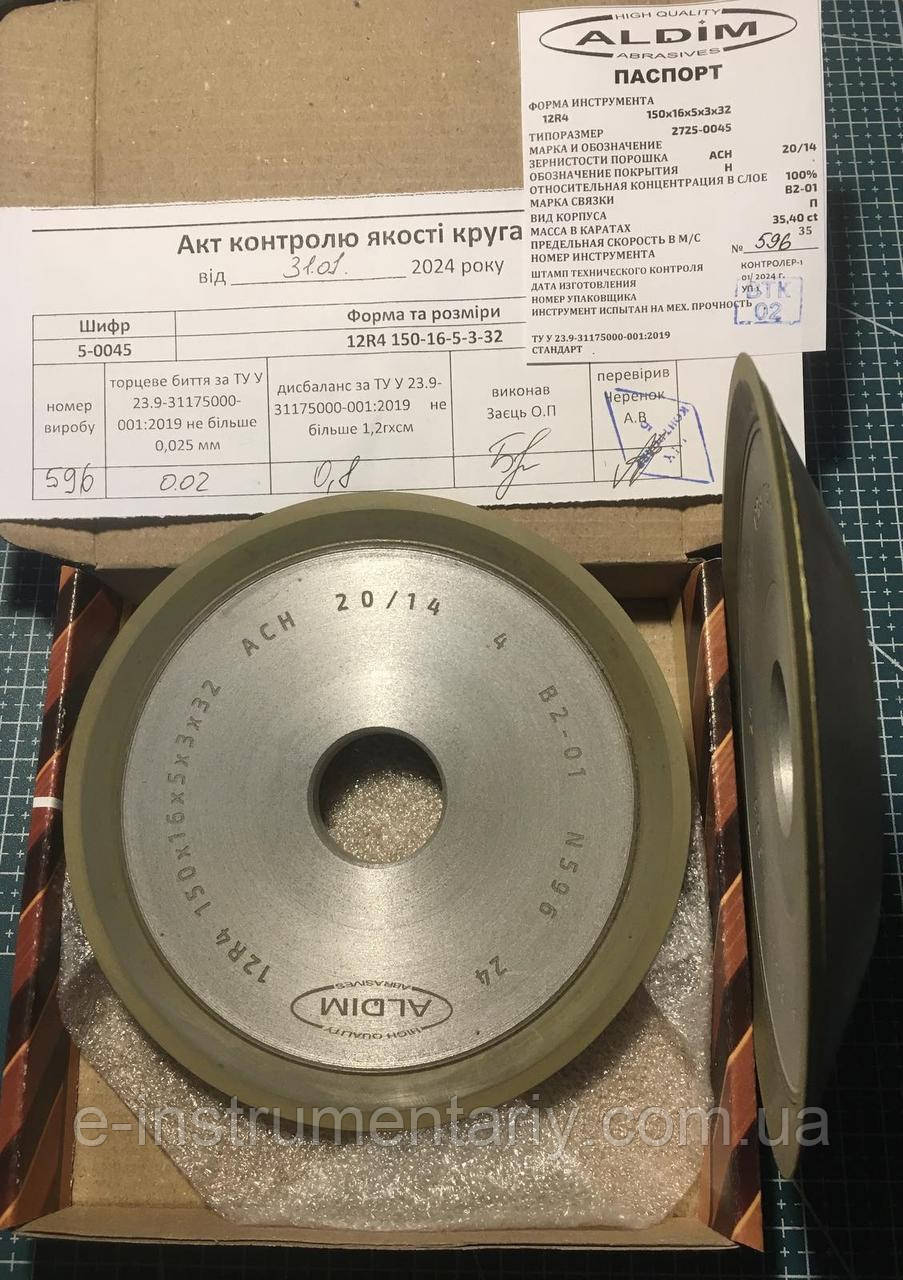 HIGH QUALITY
ALDIM
ABRASIVES
ПАСПОРТ
ФОРМА ИНСТРУМЕНТА
12R4 150x16x5x3x32
ТИПОРАЗМЕР 2725-0045
МАРКА И ОБОЗНАЧЕНИЕ
ЗЕРНИСТОСТИ ПОРОШКА АСН 20/14
ОБОЗНАЧЕНИЕ ПОКРЫТИЯ Н
ОТНОСИТЕЛЬНАЯ КОНЦЕНТРАЦИЯ В СЛОЕ 100%
МАРКА СВЯЗКИ В2-01
ВИД КОРПУСА П
МАССА В КАРАТАХ 35,40 ct
ПРЕДЕЛЬНАЯ СКОРОСТЬ В М/С 35
НОМЕР ИНСТРУМЕНТА № 596
ШТАМП ТЕХНИЧЕСКОГО КОНТРОЛЯ КОНТРОЛЕР-1
ДАТА ИЗГОТОВЛЕНИЯ 01/ 2024 г.
НОМЕР УПАКОВЩИКА УП-1
ИНСТРУМЕНТ ИСПЫТАН НА МЕХ. ПРОЧНОСТЬ
ВТК
02
ТУ У 23.9-31175000-001:2019
СТАНДАРТ
Акт контролю якості круга
від 31.01. 2024 року
Шифр Форма та розміри
5-0045 12R4 150-16-5-3-32
номер виробу
торцеве биття за ТУ У
23.9-31175000-
001:2019 не більше
0,025 мм
дисбаланс за ТУ У 23.9-
31175000-001:2019 не
більше 1,2гхсм
виконав
Заєць О.П
перевірив
Черенок
А.В
596 0.02 0,8
12R4 150x16x5x3x32 АСН 20/14 4 В2-01 N596 24
HIGH QUALITY
ALDIM
ABRASIVES
e-instrumentariy.com.ua